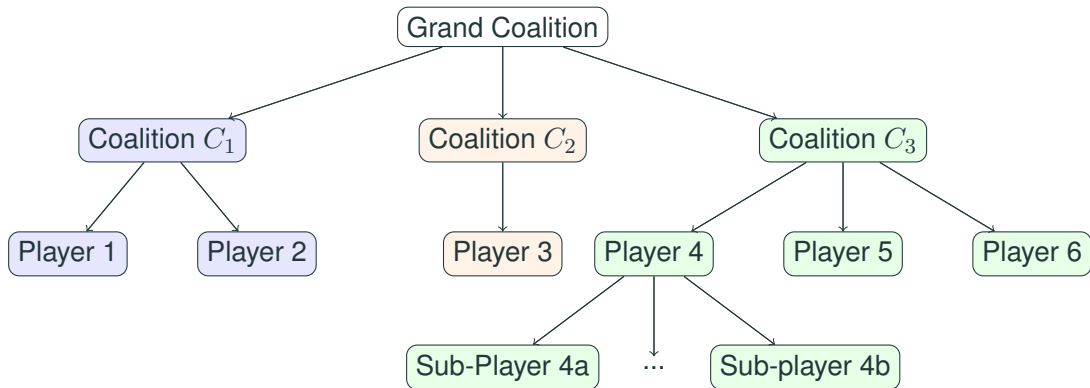 Grand Coalition
Coalition C₁
Coalition C₂
Coalition C₃
Player 1
Player 2
Player 3
Player 4
Player 5
Player 6
Sub-Player 4a
...
Sub-player 4b